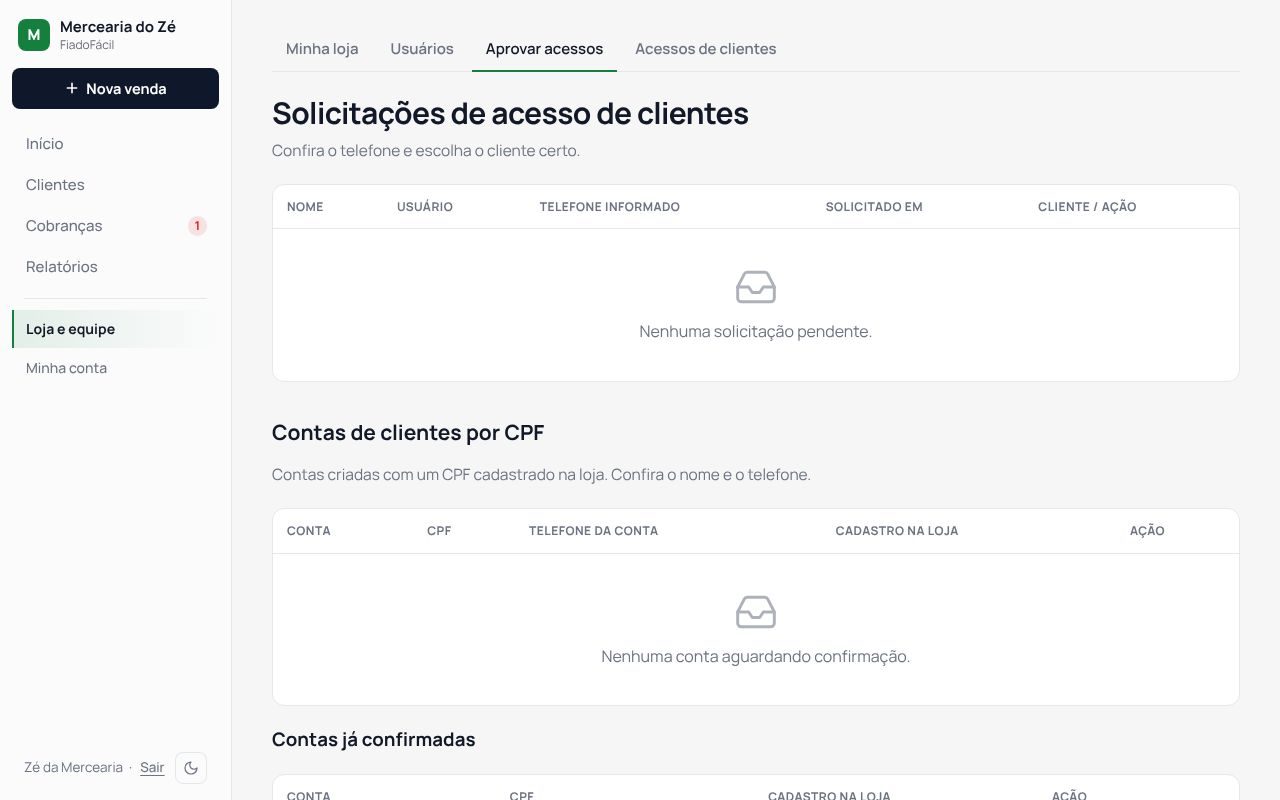 M
Mercearia do Zé
FiadoFácil
+ Nova venda
Início
Clientes
Cobranças 1
Relatórios
Loja e equipe
Minha conta
Zé da Mercearia · Sair
Minha loja Usuários Aprovar acessos Acessos de clientes
Solicitações de acesso de clientes
Confira o telefone e escolha o cliente certo.
NOME USUÁRIO TELEFONE INFORMADO SOLICITADO EM CLIENTE / AÇÃO
Nenhuma solicitação pendente.
Contas de clientes por CPF
Contas criadas com um CPF cadastrado na loja. Confira o nome e o telefone.
CONTA CPF TELEFONE DA CONTA CADASTRO NA LOJA AÇÃO
Nenhuma conta aguardando confirmação.
Contas já confirmadas
CONTA CPF CADASTRO NA LOJA AÇÃO